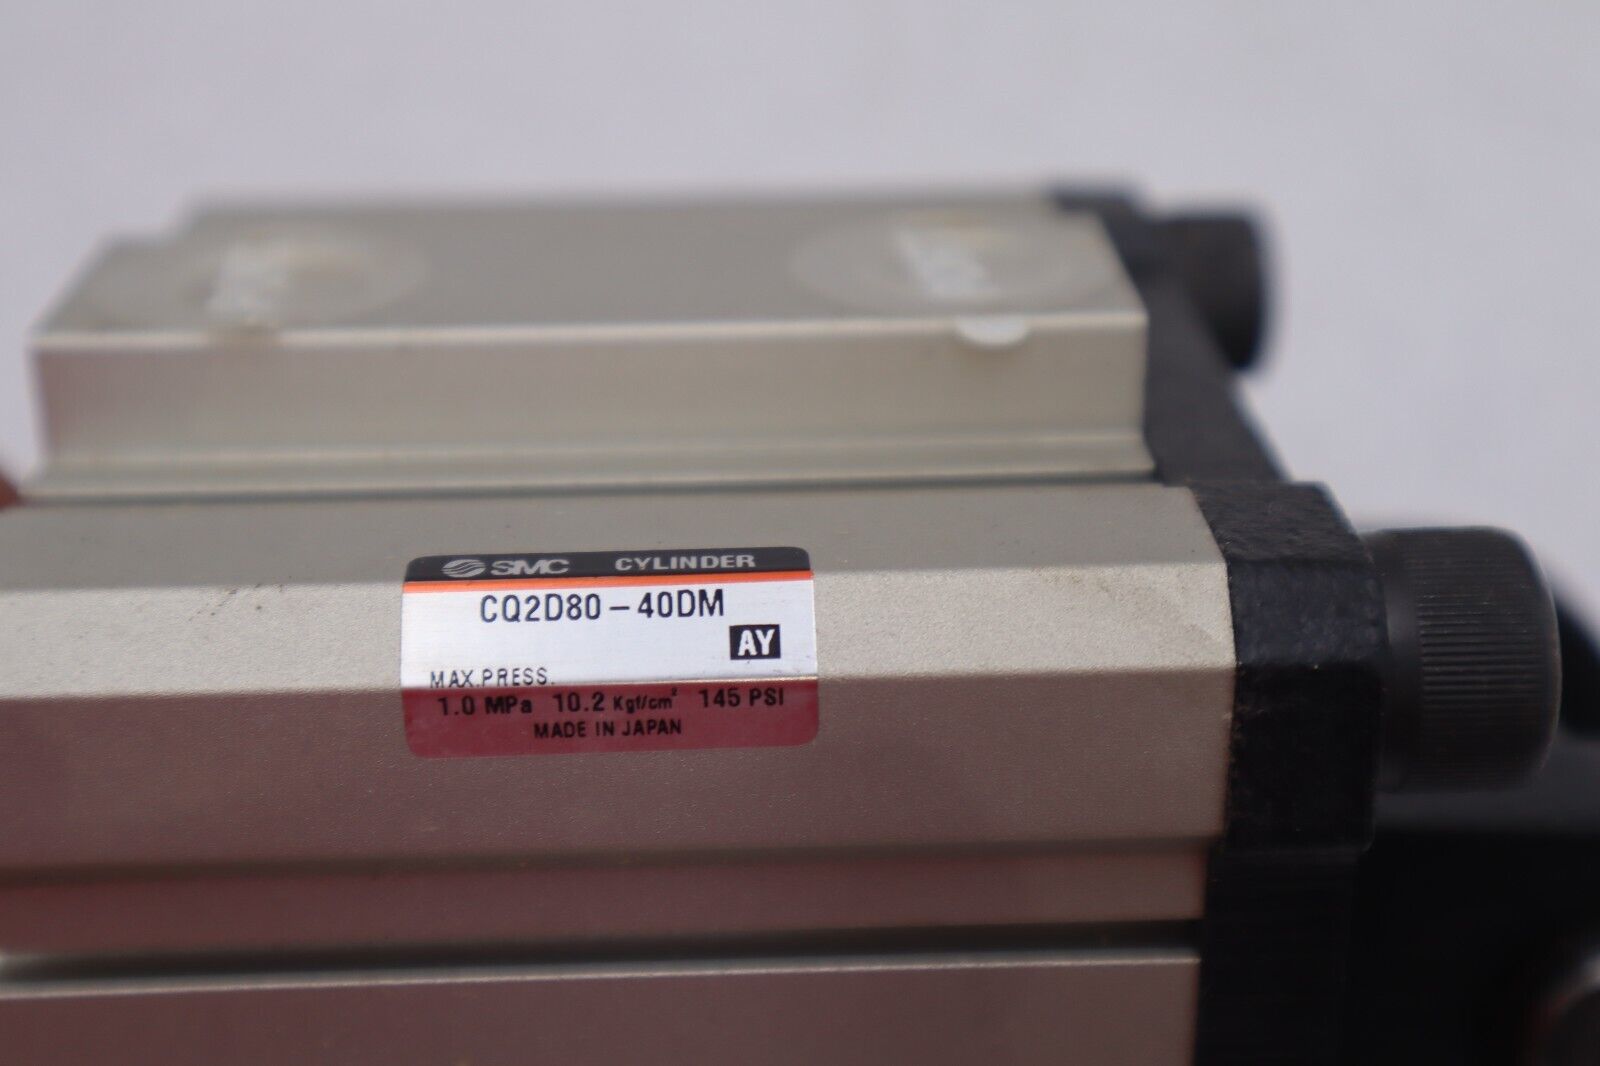 SMC CYLINDER
CQ2D80-40DM
AY
MAX.PRESS.
1.0 MPa 10.2 Kgf/cm² 145 PSI
MADE IN JAPAN